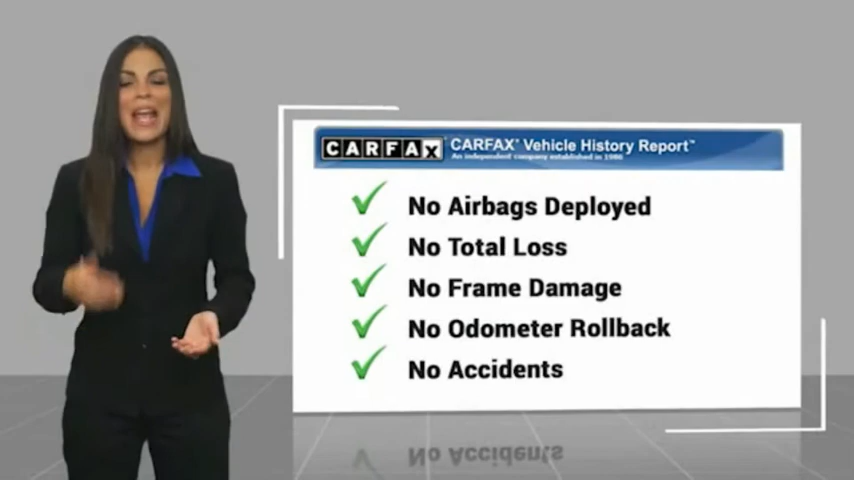 CARFAX CARFAX Vehicle History Report™
An independent company established in 1986
No Airbags Deployed
No Total Loss
No Frame Damage
No Odometer Rollback
No Accidents
No Accidents